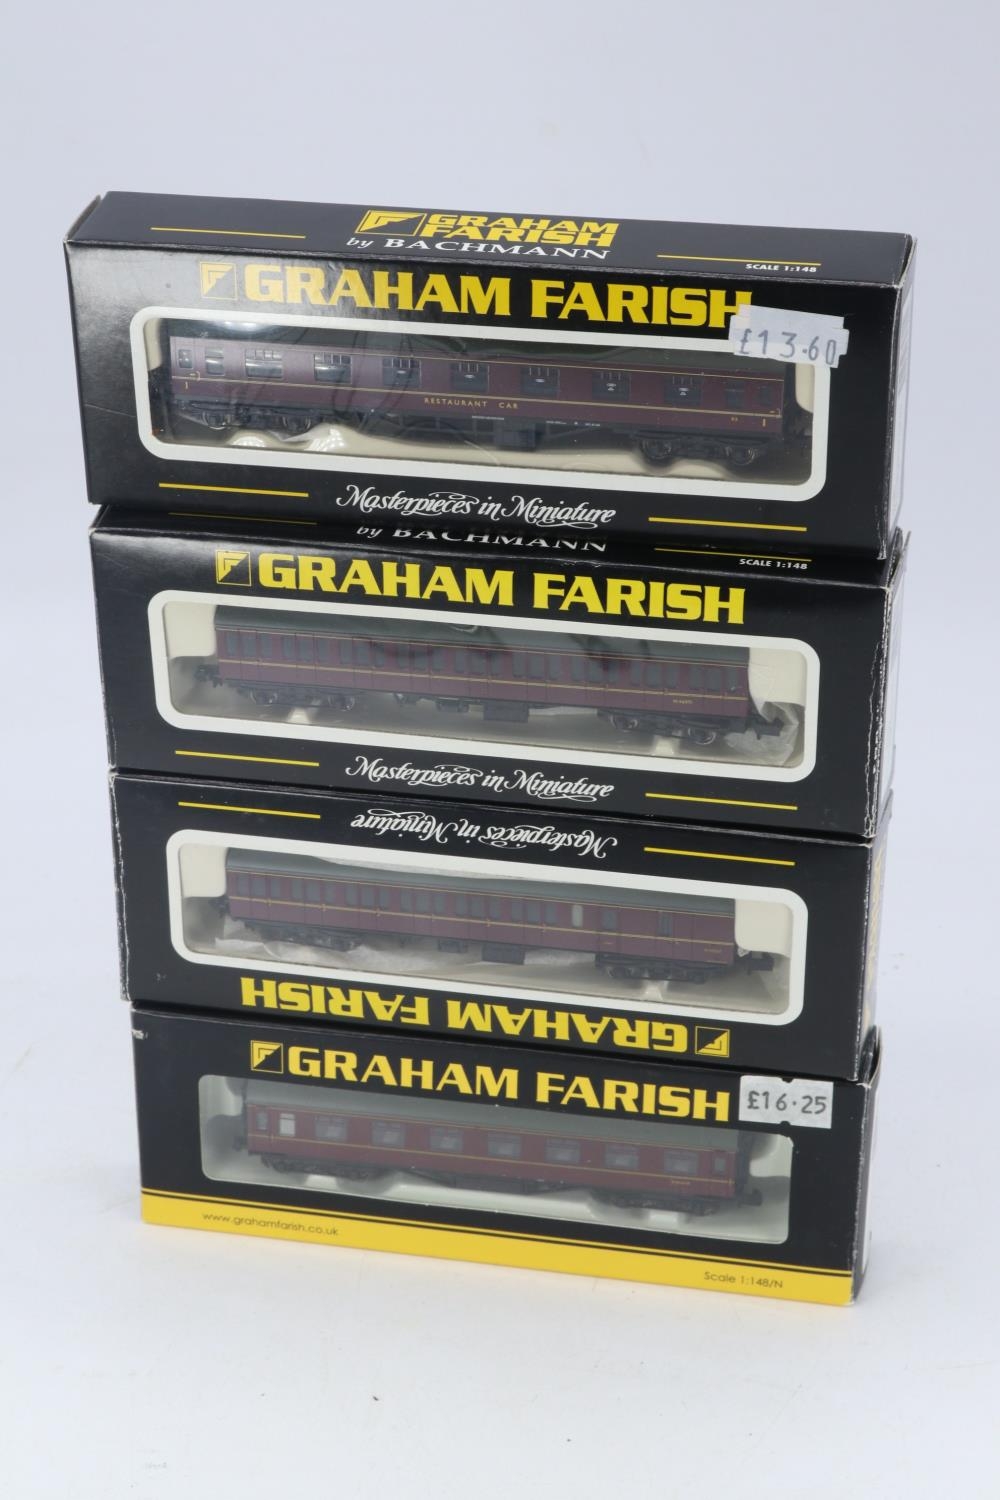 GRAHAM
FARISH
by BACHMANN
SCALE 1:148
GRAHAM FARISH
£13.60
RESTAURANT CAR
Masterpieces in Miniature
by BACHMANN
SCALE 1:148
GRAHAM FARISH
Masterpieces in Miniature
Masterpieces in Miniature
GRAHAM FARISH
GRAHAM FARISH
£16.25
www.grahamfarish.co.uk
Scale 1:148/N